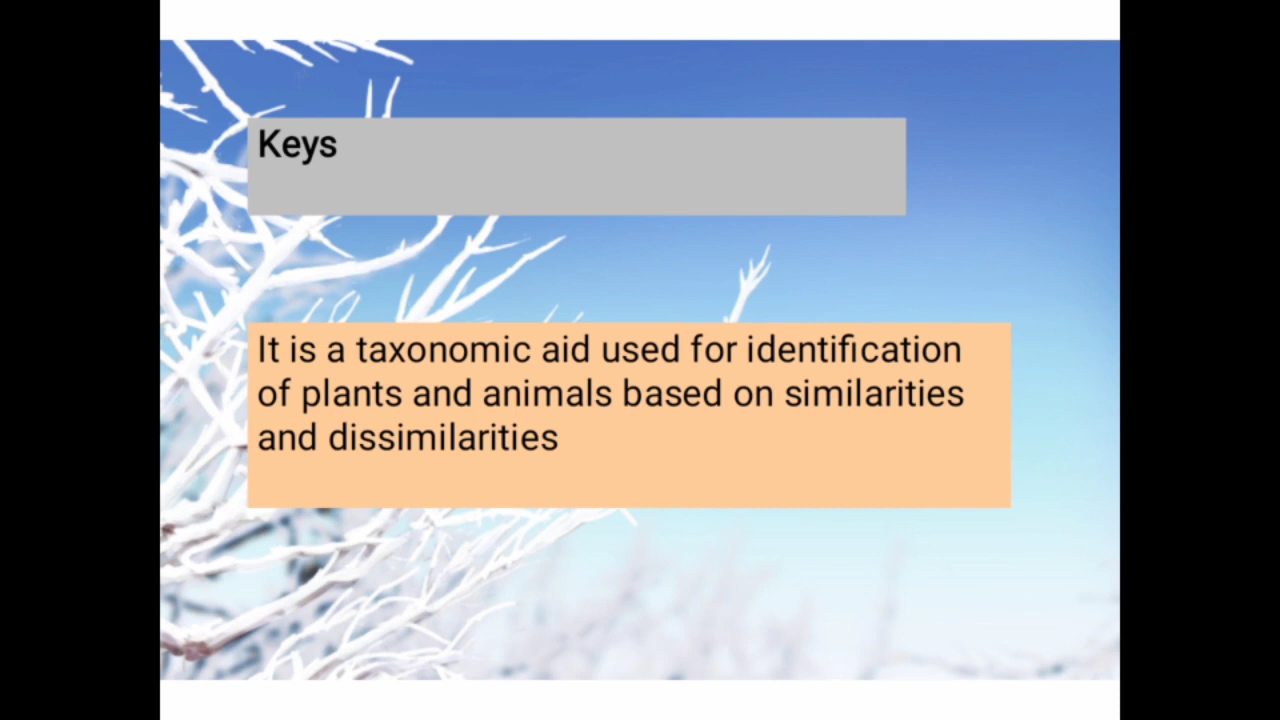 Keys
It is a taxonomic aid used for identification
of plants and animals based on similarities
and dissimilarities